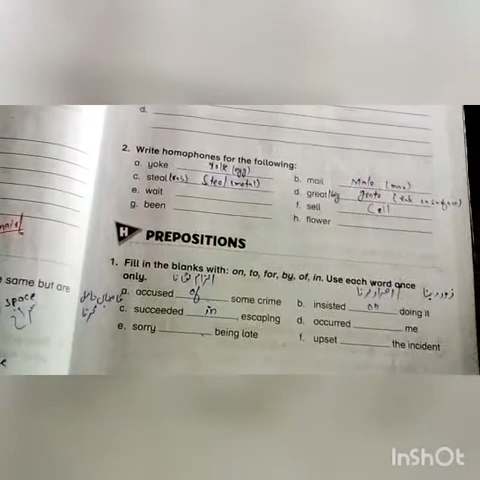 d.
2. Write homophones for the following:
a. yoke yolk (egg)
b. mail Male (man)
c. steal (rob) Steel (metal)
d. great
e. wait
f. sell Cell
g. been
h. flower
H PREPOSITIONS
1. Fill in the blanks with: on, to, for, by, of, in. Use each word once
only.
a. accused of some crime
b. insisted on doing it
c. succeeded in escaping
d. occurred me
e. sorry being late
f. upset the incident
same but are
space
InShOt